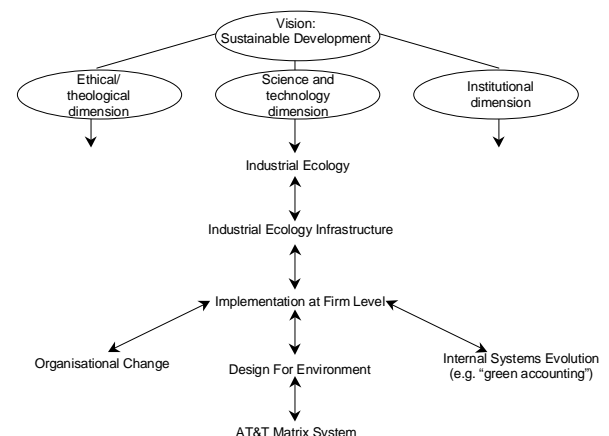 Vision:
Sustainable Development
Ethical/
theological
dimension
Science and
technology
dimension
Institutional
dimension
Industrial Ecology
Industrial Ecology Infrastructure
Implementation at Firm Level
Organisational Change
Design For Environment
Internal Systems Evolution
(e.g. “green accounting”)
AT&T Matrix System